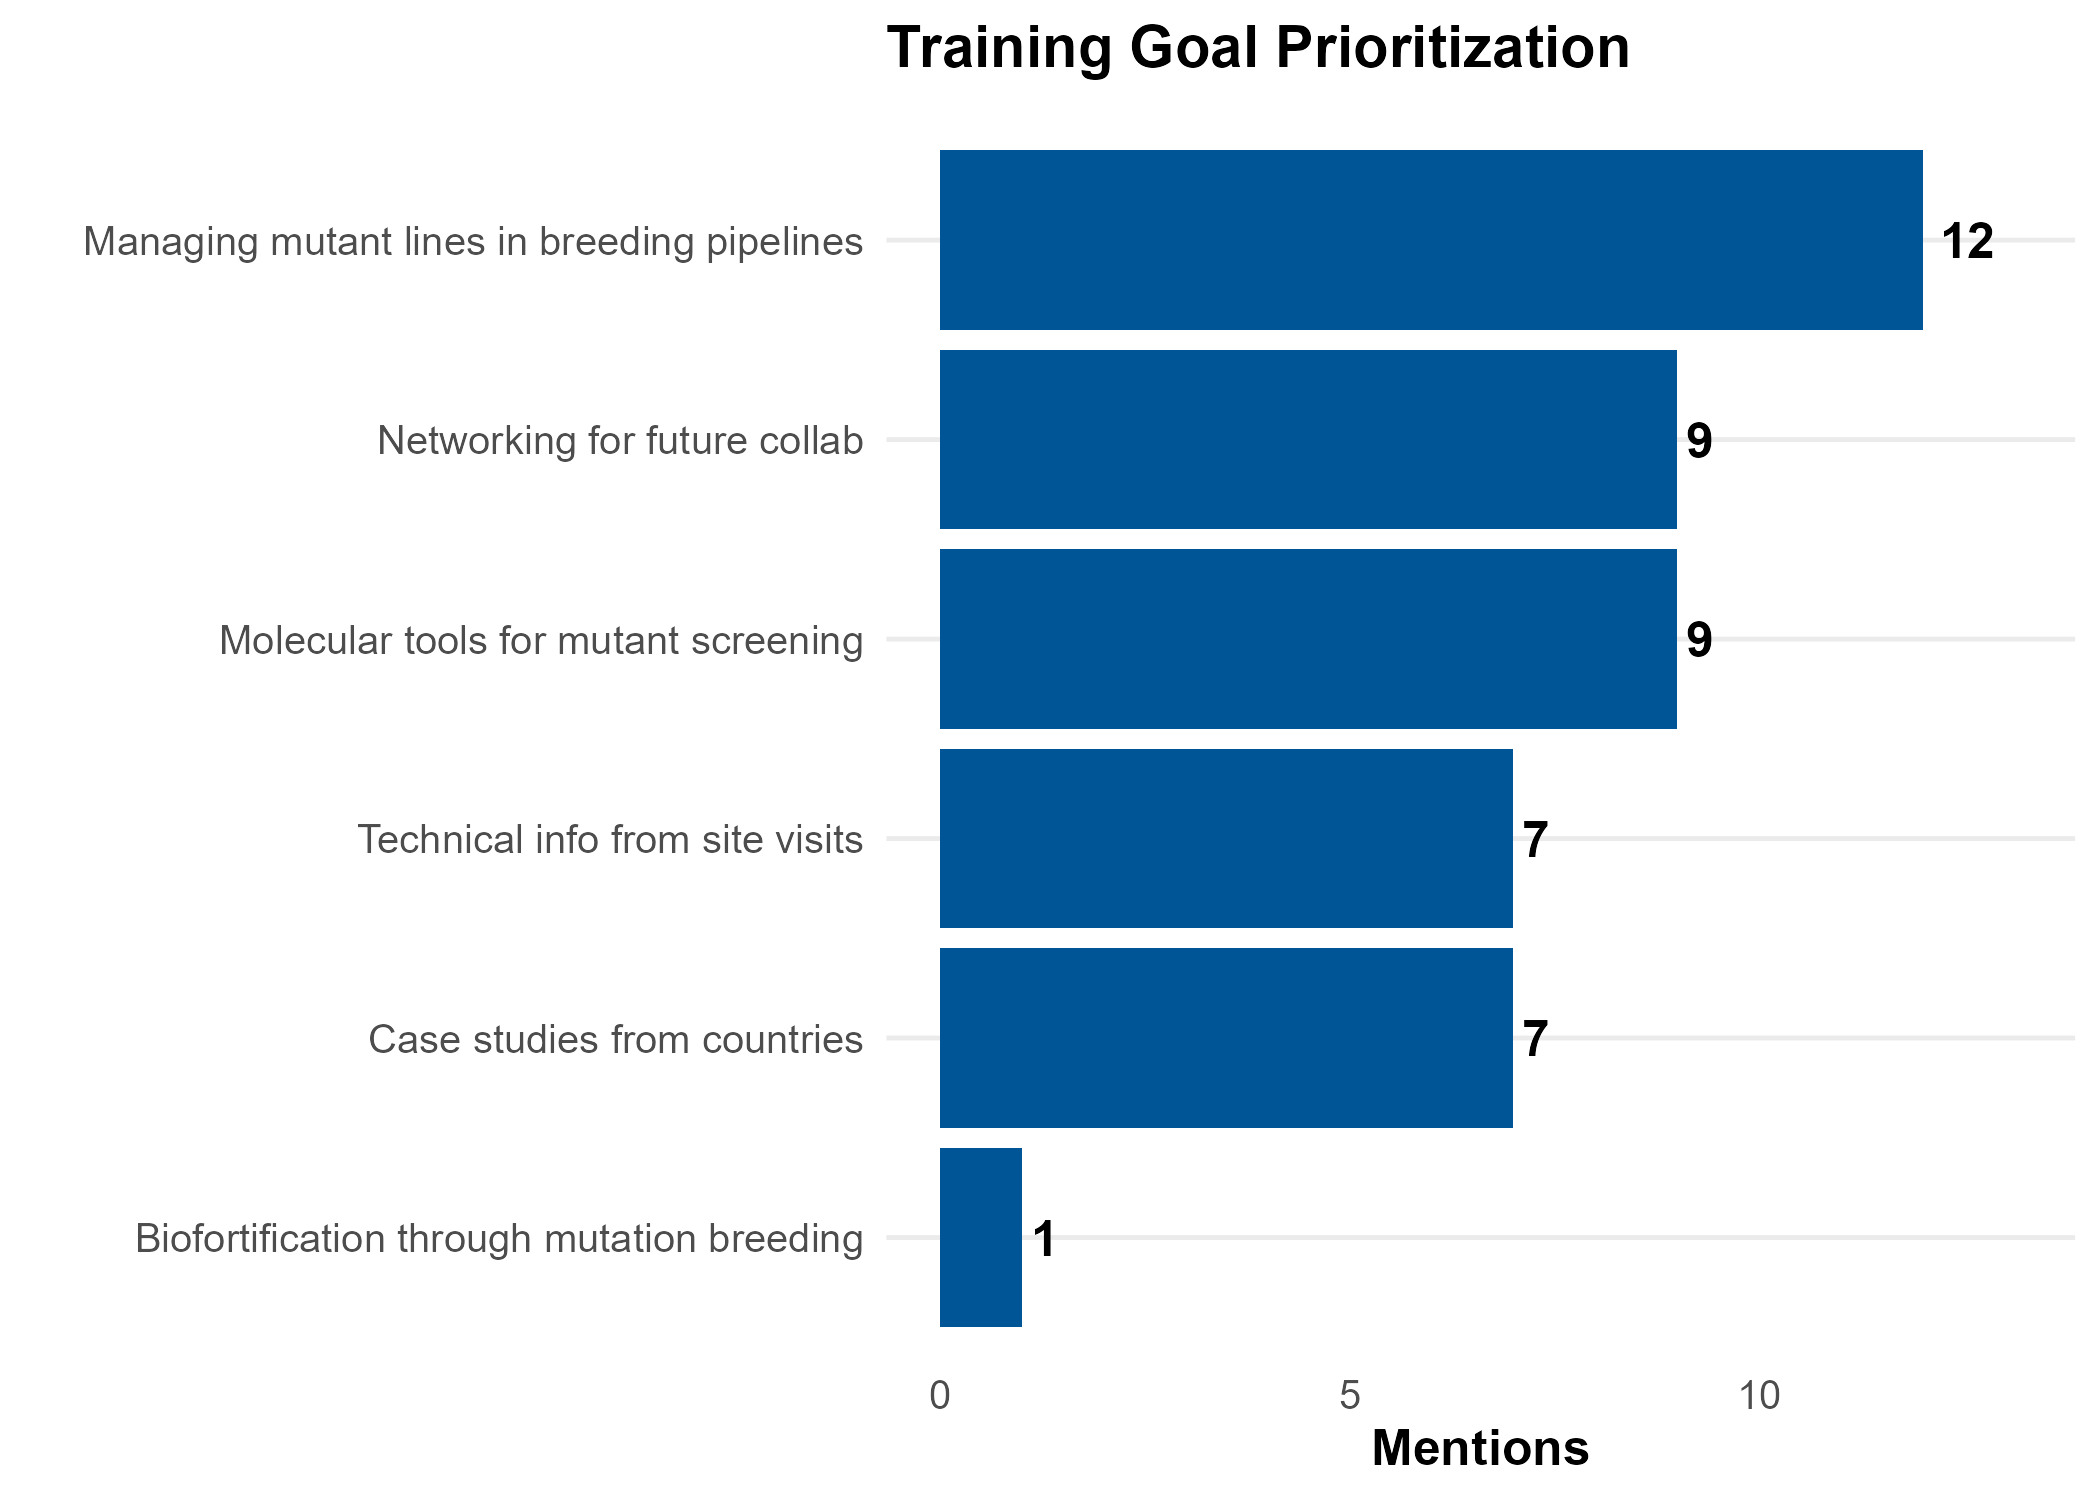 Training Goal Prioritization
Managing mutant lines in breeding pipelines 12
Networking for future collab 9
Molecular tools for mutant screening 9
Technical info from site visits 7
Case studies from countries 7
Biofortification through mutation breeding 1
0 5 10
Mentions